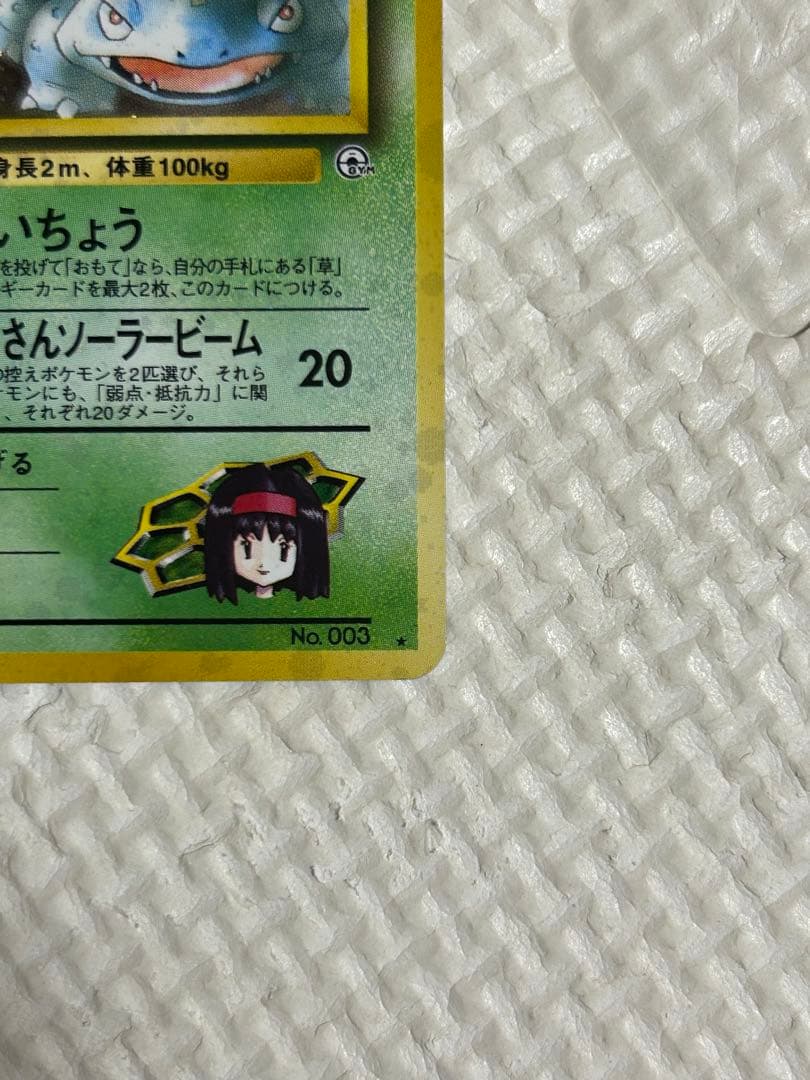 身長2m、体重100kg
GYM
いちょう
を投げて「おもて」なら、自分の手札にある「草」
ギーカードを最大2枚、このカードにつける。
さんソーラービーム
20
の控えポケモンを2匹選び、それら
モンにも、「弱点・抵抗力」に関
、それぞれ20ダメージ。
げる
No. 003